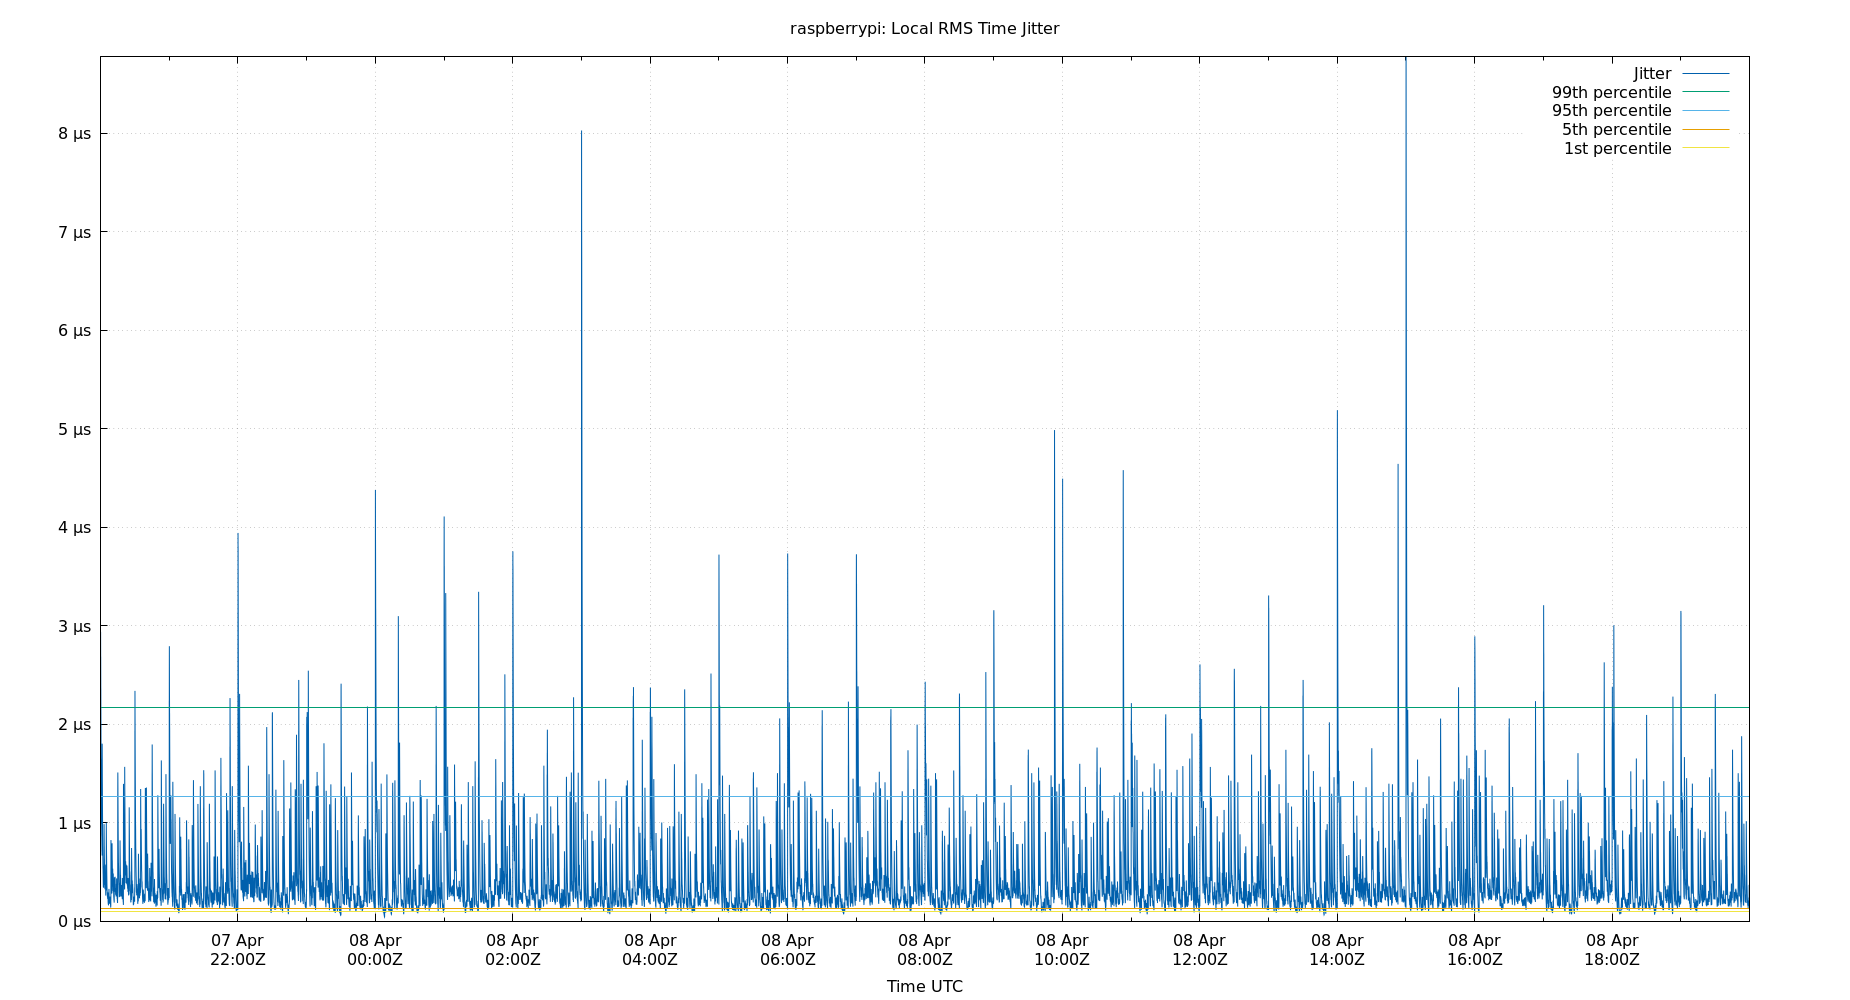 raspberrypi: Local RMS Time Jitter
Jitter
99th percentile
95th percentile
5th percentile
1st percentile
8 µs
7 µs
6 µs
5 µs
4 µs
3 µs
2 µs
1 µs
0 µs
07 Apr 08 Apr 08 Apr 08 Apr 08 Apr 08 Apr 08 Apr 08 Apr 08 Apr 08 Apr 08 Apr
22:00Z 00:00Z 02:00Z 04:00Z 06:00Z 08:00Z 10:00Z 12:00Z 14:00Z 16:00Z 18:00Z
Time UTC